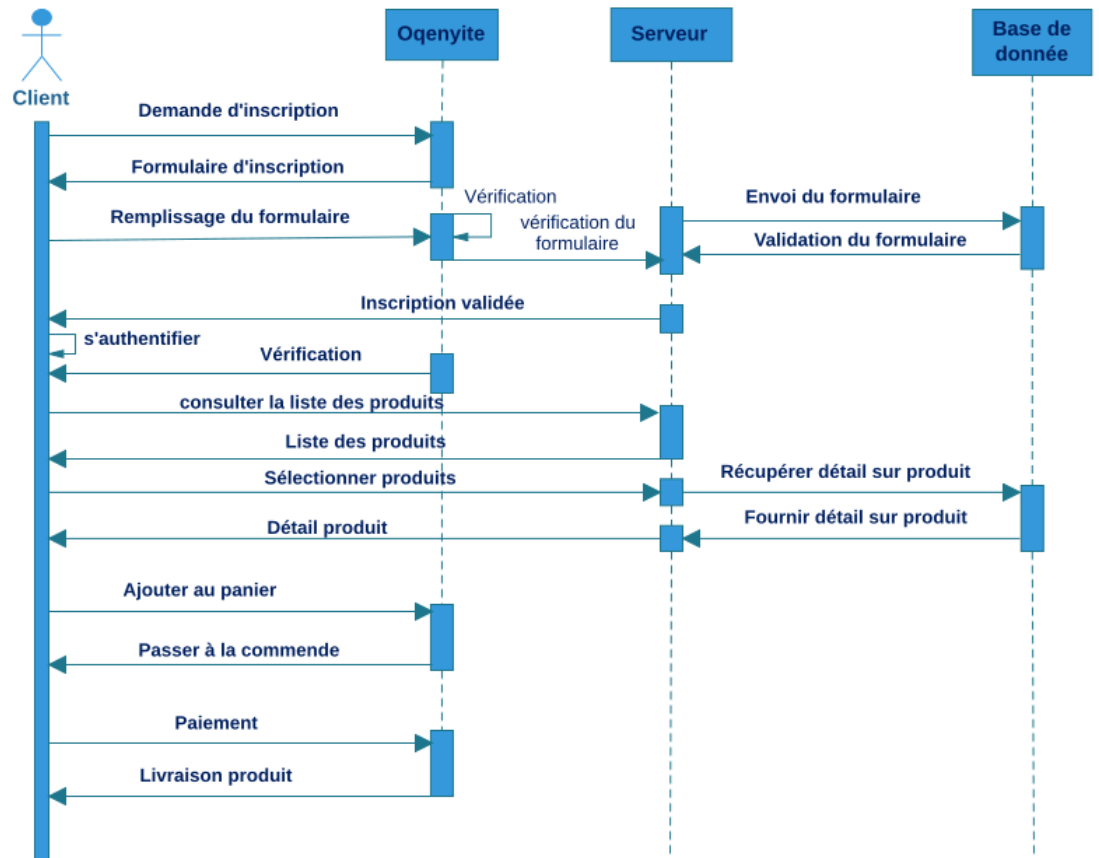 Oqenyite
Serveur
Base de
donnée
Client
Demande d'inscription
Formulaire d'inscription
Vérification
Remplissage du formulaire
vérification du
formulaire
Envoi du formulaire
Validation du formulaire
Inscription validée
s'authentifier
Vérification
consulter la liste des produits
Liste des produits
Sélectionner produits
Récupérer détail sur produit
Détail produit
Fournir détail sur produit
Ajouter au panier
Passer à la commende
Paiement
Livraison produit